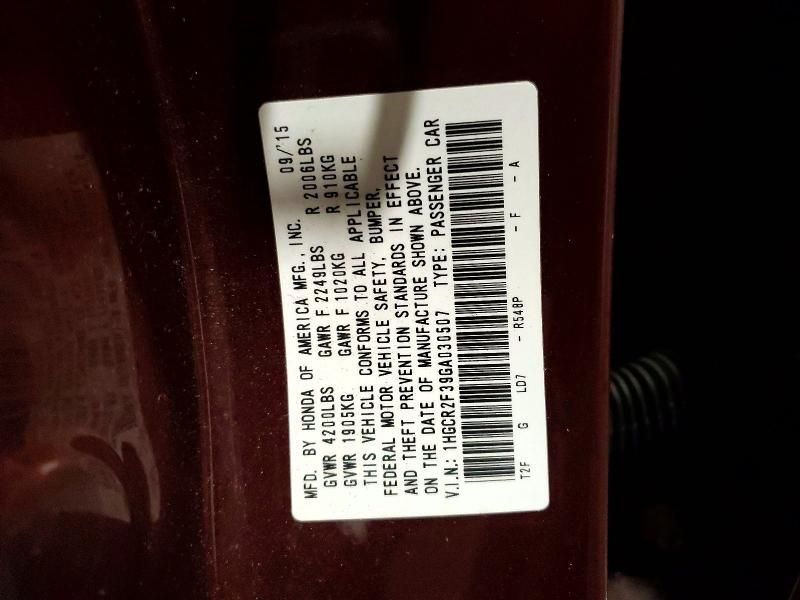 MFD. BY HONDA OF AMERICA MFG., INC. 09/'15
GVWR 4200LBS GAWR F 2249LBS R 2006LBS
GVWR 1905KG GAWR F 1020KG R 910KG
THIS VEHICLE CONFORMS TO ALL APPLICABLE
FEDERAL MOTOR VEHICLE SAFETY, BUMPER,
AND THEFT PREVENTION STANDARDS IN EFFECT
ON THE DATE OF MANUFACTURE SHOWN ABOVE.
V.I.N.: 1HGCR2F39GA030507 TYPE: PASSENGER CAR
T2F G LD7 - R548P - F - A